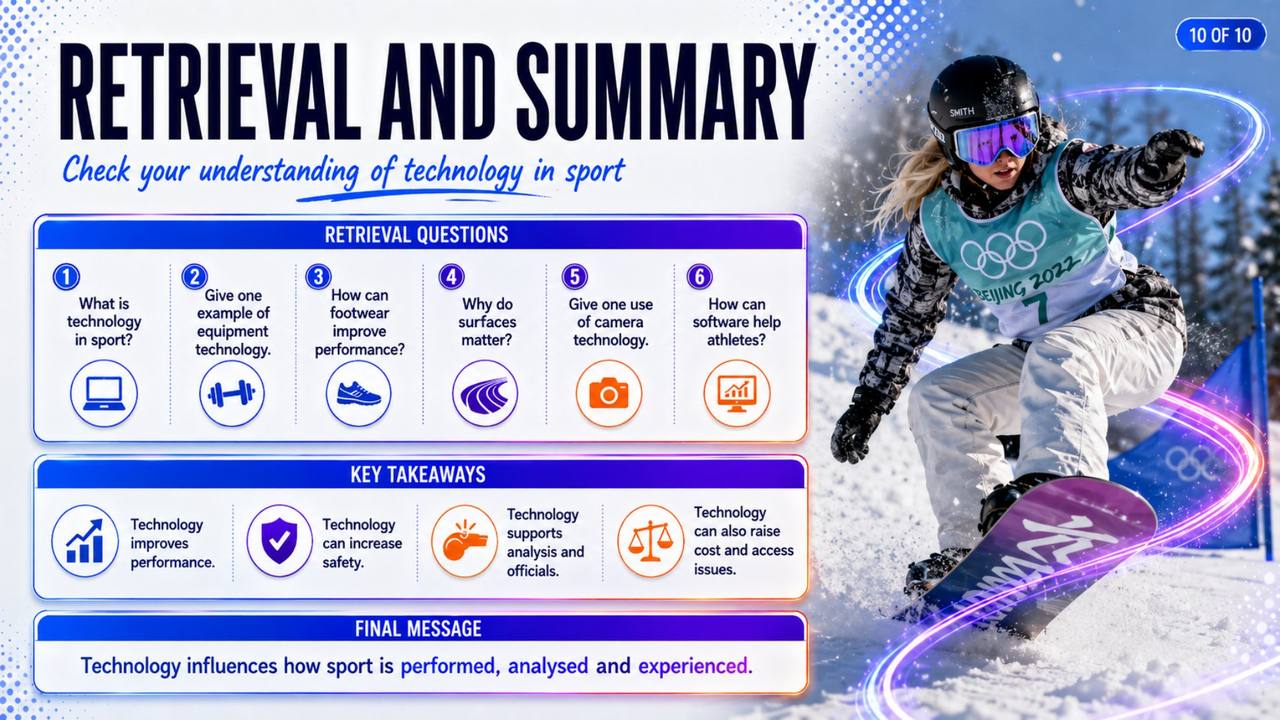 10 OF 10
RETRIEVAL AND SUMMARY
Check your understanding of technology in sport
RETRIEVAL QUESTIONS
1
What is
technology
in sport?
2
Give one
example of
equipment
technology.
3
How can
footwear
improve
performance?
4
Why do
surfaces
matter?
5
Give one use
of camera
technology.
6
How can
software help
athletes?
KEY TAKEAWAYS
Technology
improves
performance.
Technology
can increase
safety.
Technology
supports
analysis and
officials.
Technology
can also raise
cost and access
issues.
FINAL MESSAGE
Technology influences how sport is performed, analysed and experienced.
SMITH
BEIJING 2022
7